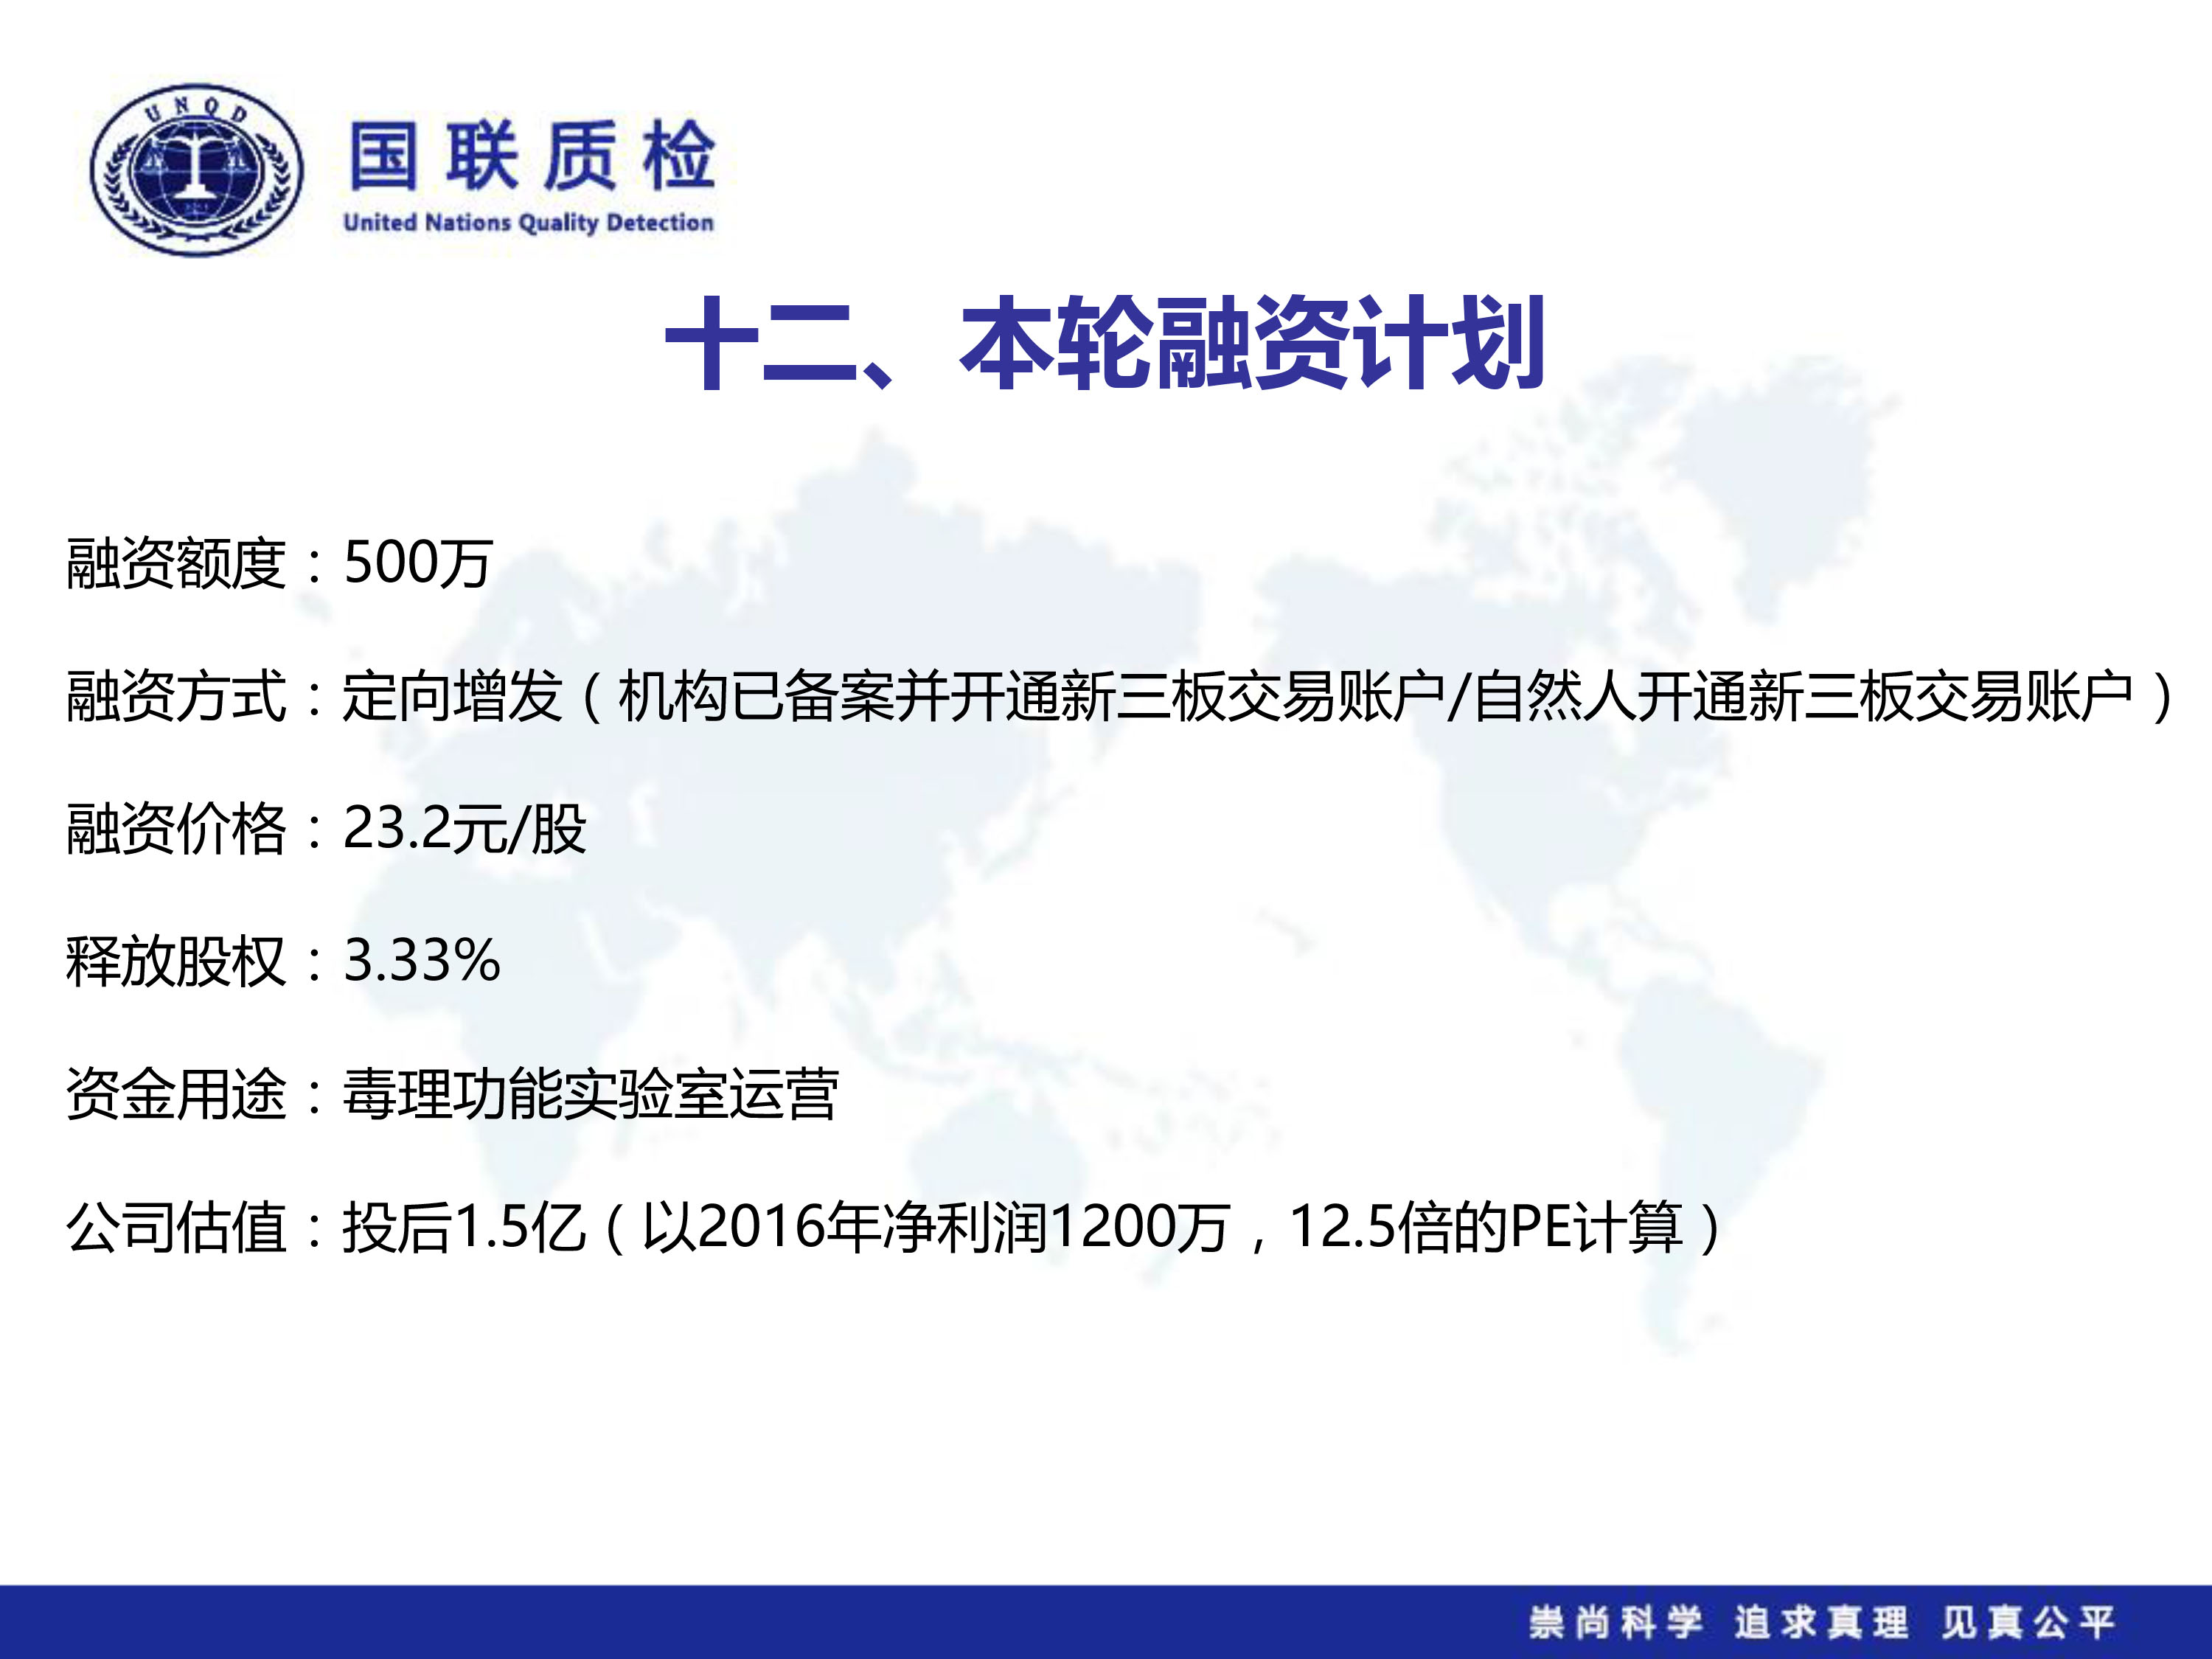 UNQD
国联质检
United Nations Quality Detection
十二、本轮融资计划
融资额度：500万
融资方式：定向增发（机构已备案并开通新三板交易账户/自然人开通新三板交易账户）
融资价格：23.2元/股
释放股权：3.33%
资金用途：毒理功能实验室运营
公司估值：投后1.5亿（以2016年净利润1200万，12.5倍的PE计算）
崇尚科学 追求真理 见真公平